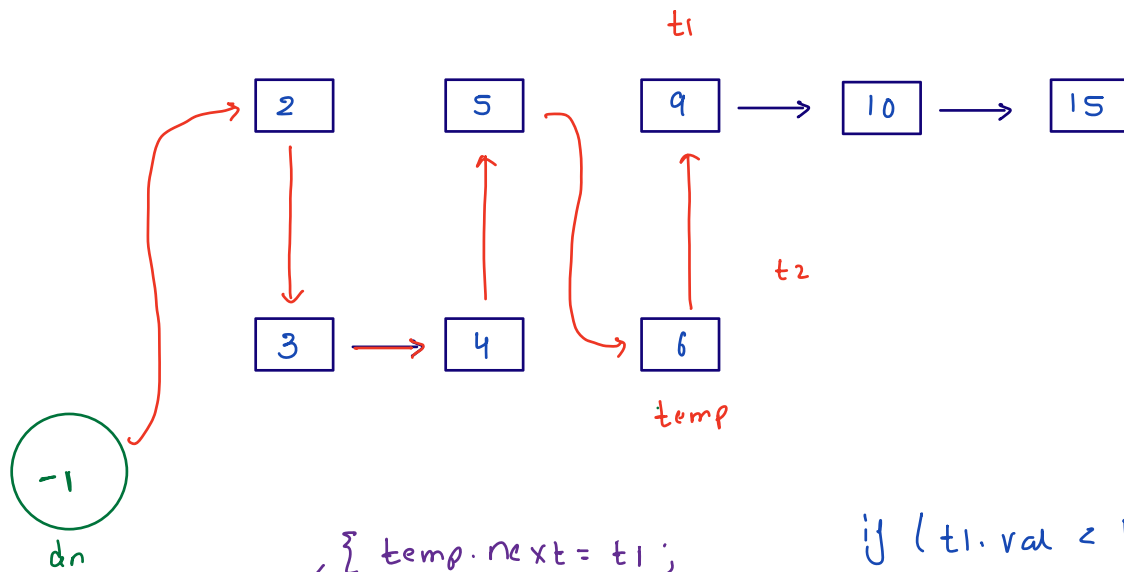 t1
2 5 9 10 15
t2
3 4 6
temp
-1
dn
{ temp.next = t1;
if (t1.val <